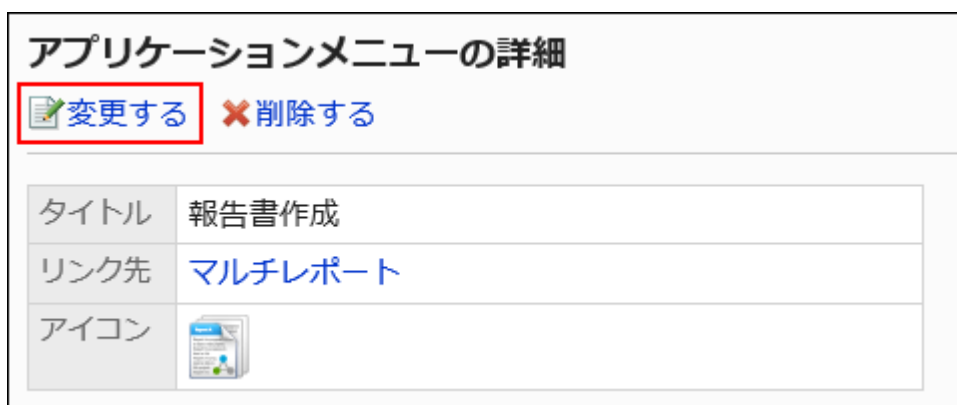 アプリケーションメニューの詳細
変更する 削除する
タイトル 報告書作成
リンク先 マルチレポート
アイコン